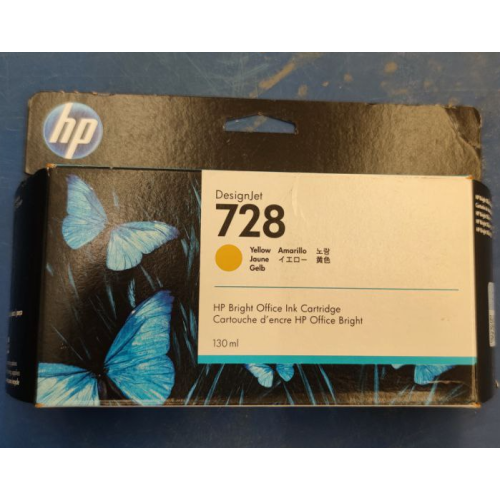 hp
DesignJet
728
Yellow Amarillo 노랑
Jaune イエロー 黄色
Gelb
HP Bright Office Ink Cartridge
Cartouche d'encre HP Office Bright
130 ml